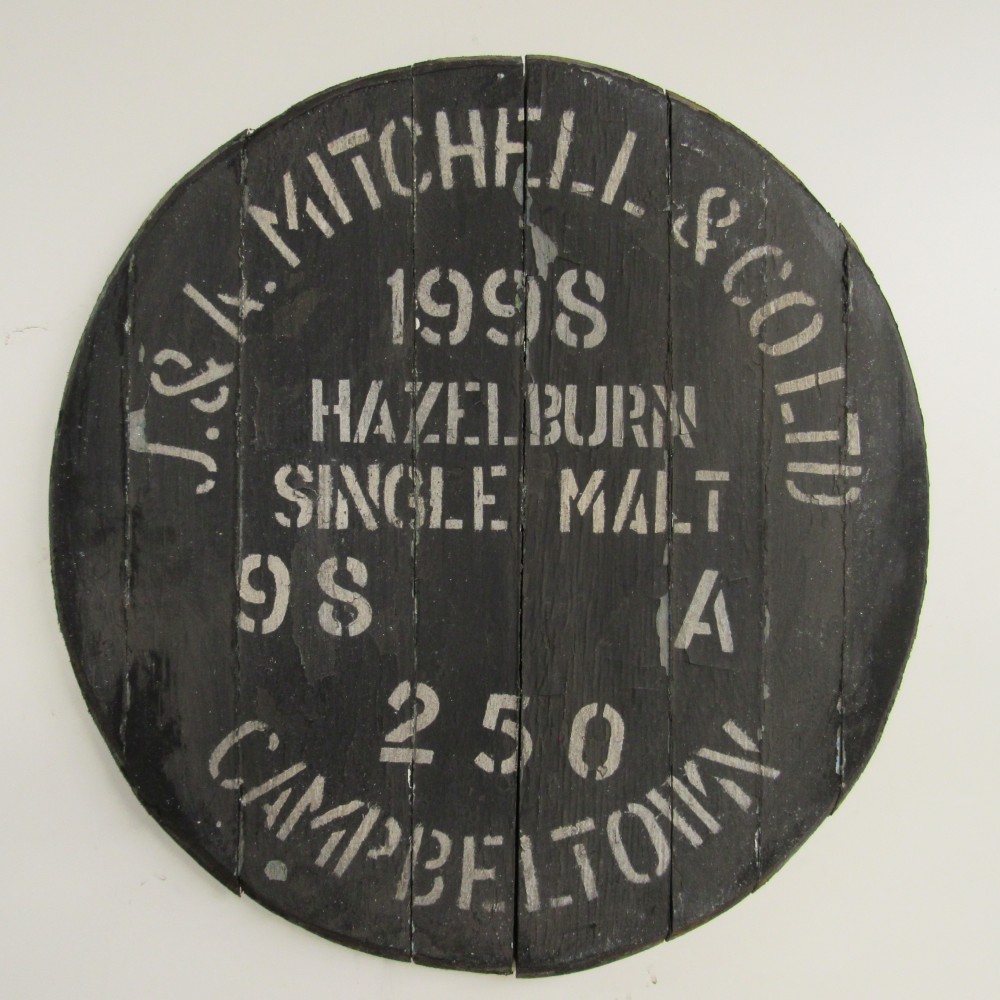 J.&A. MITCHELL & CO LTD
1998
HAZELBURN
SINGLE MALT
98 A
250
CAMPBELTOWN